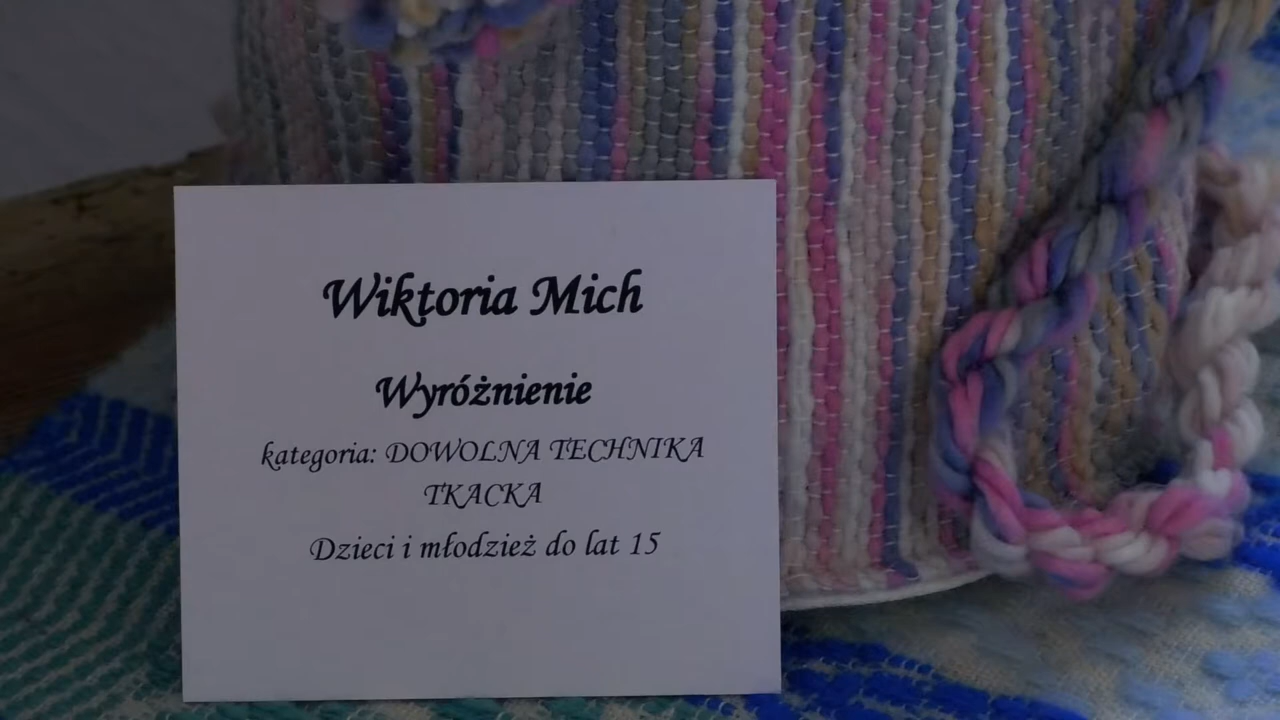 Wiktoria Mich
Wyróżnienie
kategoria: DOWOLNA TECHNIKA
TKACKA
Dzieci i młodzież do lat 15